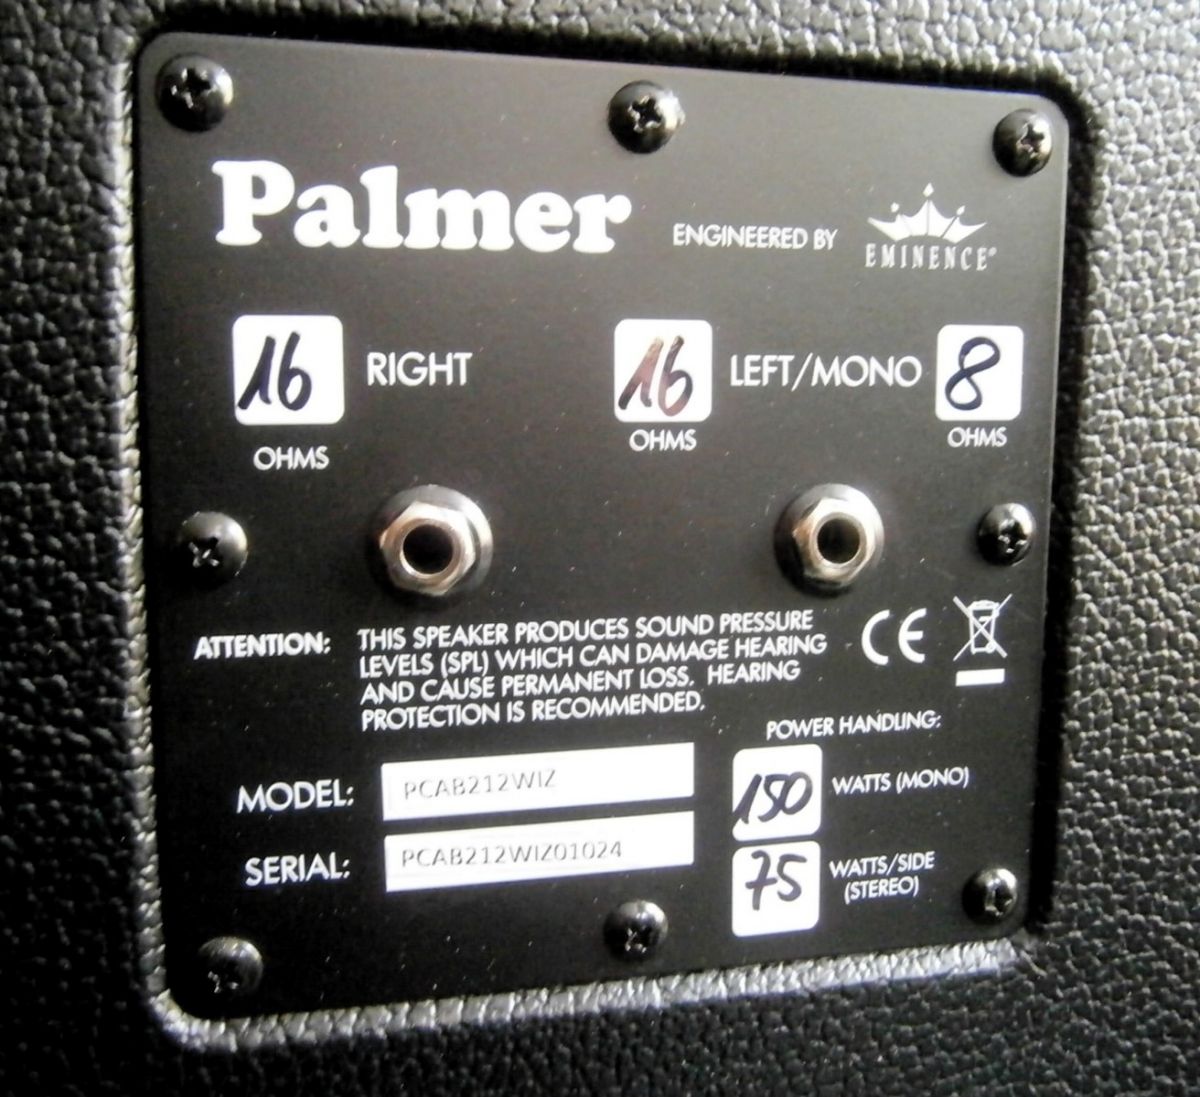 Palmer
ENGINEERED BY
EMINENCE®
16 RIGHT
OHMS
16 LEFT/MONO 8
OHMS OHMS
ATTENTION: THIS SPEAKER PRODUCES SOUND PRESSURE
LEVELS (SPL) WHICH CAN DAMAGE HEARING
AND CAUSE PERMANENT LOSS. HEARING
PROTECTION IS RECOMMENDED.
CE
POWER HANDLING:
MODEL: PCAB212WIZ
150 WATTS (MONO)
SERIAL: PCAB212WIZ01024
75 WATTS/SIDE
(STEREO)